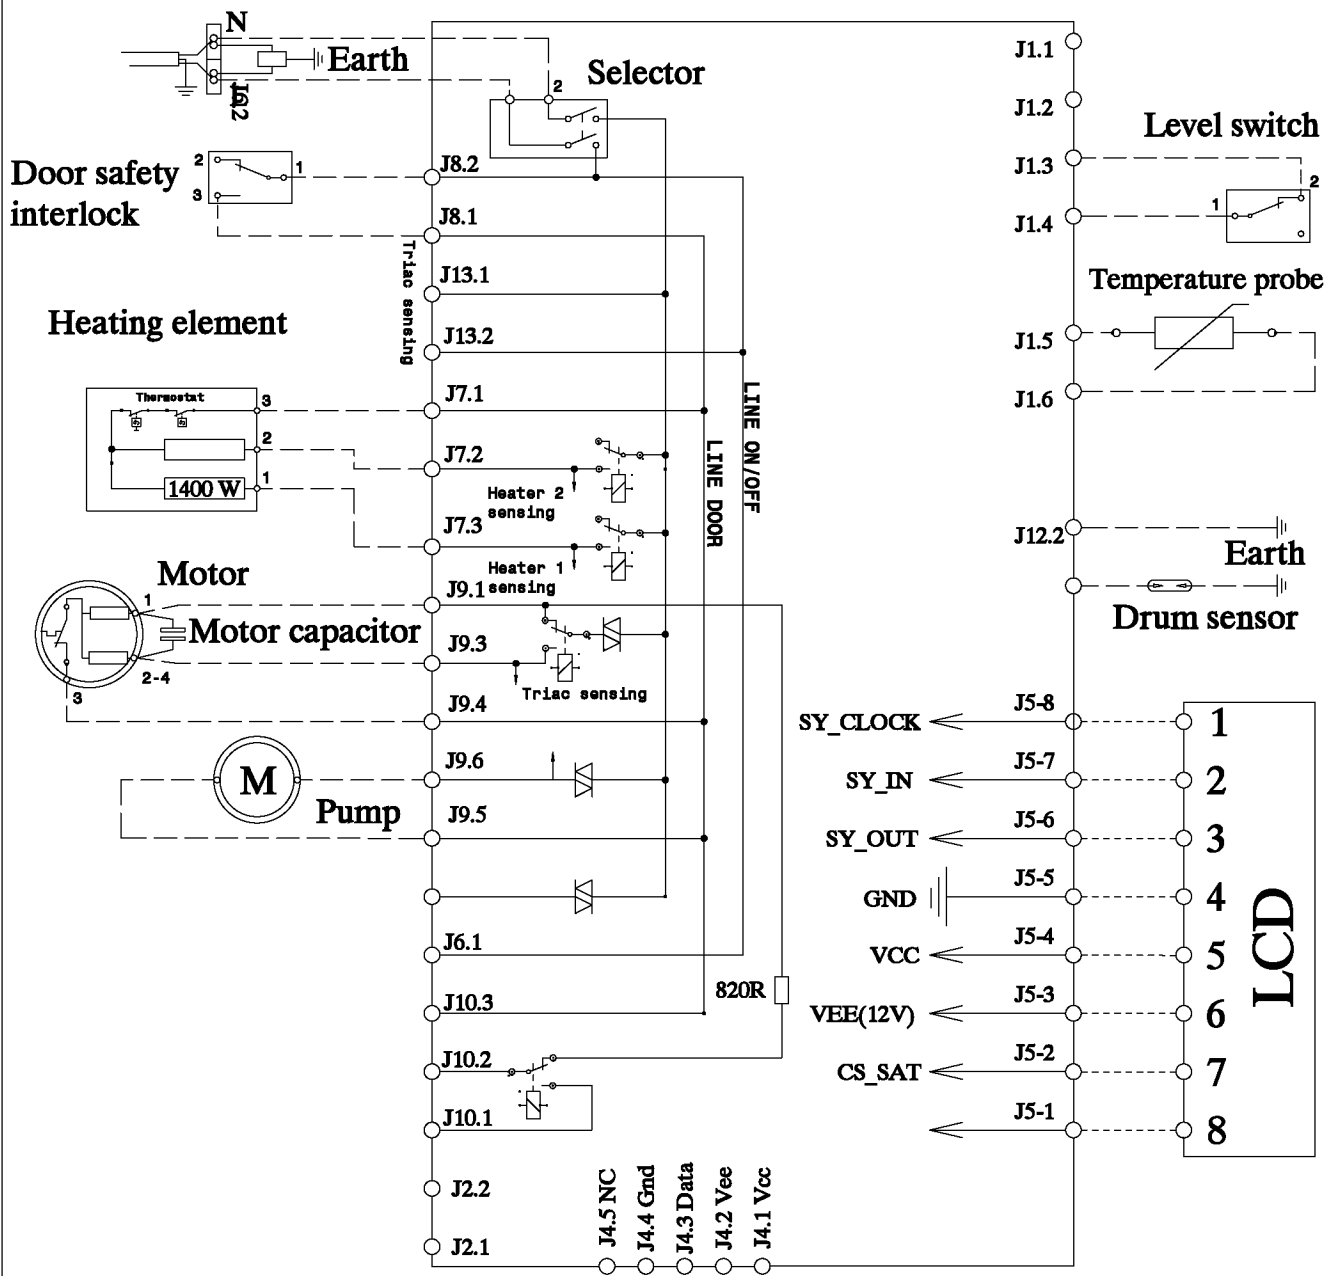 N
Earth
Selector
2
J1.1
J1.2
Level switch
Door safety
interlock
2
1
3
J8.2
J8.1
J1.3
J1.4
1
2
Triac sensing
J13.1
J13.2
Temperature probe
J1.5
J1.6
Heating element
Thermostat
3
2
1400 W
1
J7.1
J7.2
J7.3
Heater 2
sensing
Heater 1
sensing
LINE ON/OFF
LINE DOOR
J12.2
Earth
Drum sensor
Motor
1
Motor capacitor
2-4
3
J9.1
J9.3
Triac sensing
J9.4
M
Pump
J9.6
J9.5
J6.1
J10.3
820R
J10.2
J10.1
J2.2
J2.1
J4.5 NC
J4.4 Gnd
J4.3 Data
J4.2 Vee
J4.1 Vcc
SY_CLOCK
J5-8
1
SY_IN
J5-7
2
SY_OUT
J5-6
3
GND
J5-5
4
VCC
J5-4
5
VEE(12V)
J5-3
6
CS_SAT
J5-2
7
J5-1
8
LCD